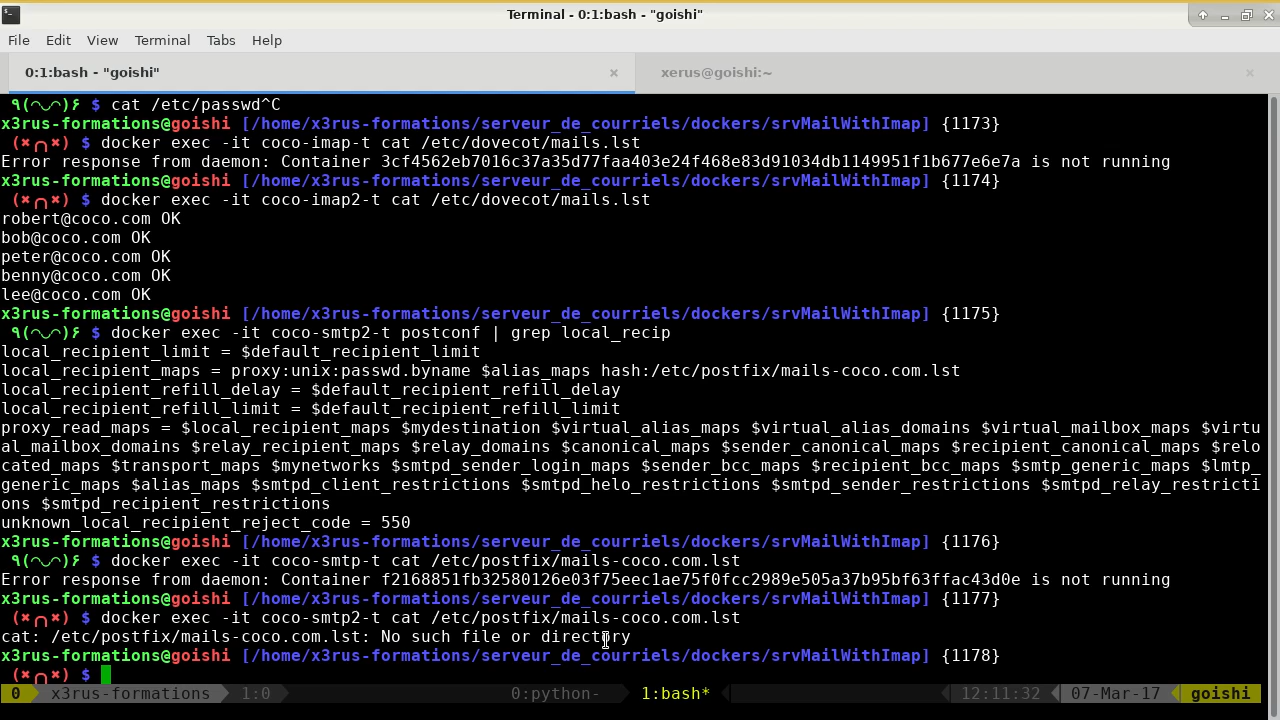 Terminal - 0:1:bash - "goishi"
File Edit View Terminal Tabs Help
0:1:bash - "goishi" xerus@goishi:~
٩(◠◡◠)۶ $ cat /etc/passwd^C
x3rus-formations@goishi [/home/x3rus-formations/serveur_de_courriels/dockers/srvMailWithImap] {1173}
(✖╭╮✖) $ docker exec -it coco-imap-t cat /etc/dovecot/mails.lst
Error response from daemon: Container 3cf4562eb7016c37a35d77faa403e24f468e83d91034db1149951f1b677e6e7a is not running
x3rus-formations@goishi [/home/x3rus-formations/serveur_de_courriels/dockers/srvMailWithImap] {1174}
(✖╭╮✖) $ docker exec -it coco-imap2-t cat /etc/dovecot/mails.lst
robert@coco.com OK
bob@coco.com OK
peter@coco.com OK
benny@coco.com OK
lee@coco.com OK
x3rus-formations@goishi [/home/x3rus-formations/serveur_de_courriels/dockers/srvMailWithImap] {1175}
٩(◠◡◠)۶ $ docker exec -it coco-smtp2-t postconf | grep local_recip
local_recipient_limit = $default_recipient_limit
local_recipient_maps = proxy:unix:passwd.byname $alias_maps hash:/etc/postfix/mails-coco.com.lst
local_recipient_refill_delay = $default_recipient_refill_delay
local_recipient_refill_limit = $default_recipient_refill_limit
proxy_read_maps = $local_recipient_maps $mydestination $virtual_alias_maps $virtual_alias_domains $virtual_mailbox_maps $virtu
al_mailbox_domains $relay_recipient_maps $relay_domains $canonical_maps $sender_canonical_maps $recipient_canonical_maps $relo
cated_maps $transport_maps $mynetworks $smtpd_sender_login_maps $sender_bcc_maps $recipient_bcc_maps $smtp_generic_maps $lmtp_
generic_maps $alias_maps $smtpd_client_restrictions $smtpd_helo_restrictions $smtpd_sender_restrictions $smtpd_relay_restricti
ons $smtpd_recipient_restrictions
unknown_local_recipient_reject_code = 550
x3rus-formations@goishi [/home/x3rus-formations/serveur_de_courriels/dockers/srvMailWithImap] {1176}
٩(◠◡◠)۶ $ docker exec -it coco-smtp-t cat /etc/postfix/mails-coco.com.lst
Error response from daemon: Container f2168851fb32580126e03f75eec1ae75f0fcc2989e505a37b95bf63ffac43d0e is not running
x3rus-formations@goishi [/home/x3rus-formations/serveur_de_courriels/dockers/srvMailWithImap] {1177}
(✖╭╮✖) $ docker exec -it coco-smtp2-t cat /etc/postfix/mails-coco.com.lst
cat: /etc/postfix/mails-coco.com.lst: No such file or directory
x3rus-formations@goishi [/home/x3rus-formations/serveur_de_courriels/dockers/srvMailWithImap] {1178}
(✖╭╮✖) $
0 x3rus-formations 1:0 0:python- 1:bash* 12:11:32 07-Mar-17 goishi